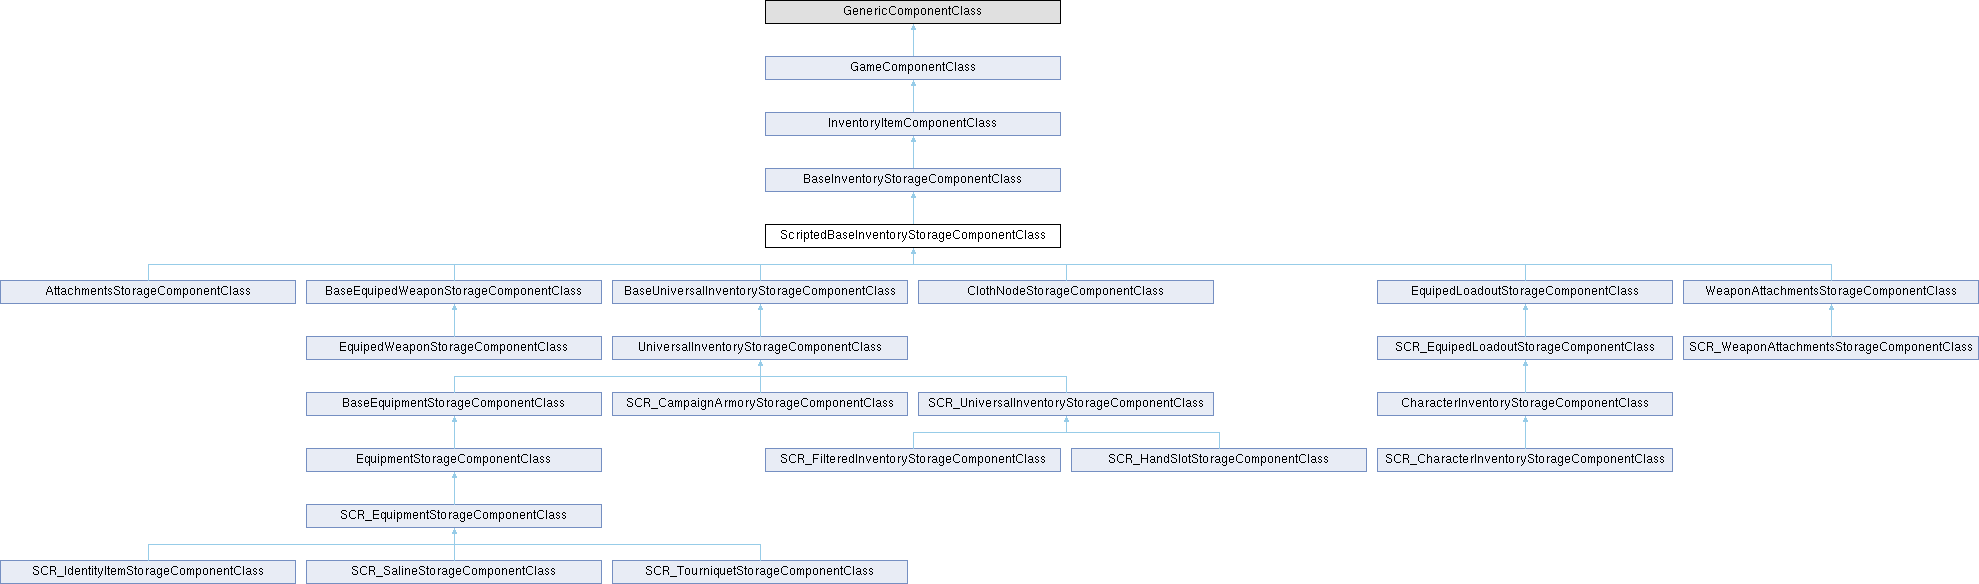 GenericComponentClass
GameComponentClass
InventoryItemComponentClass
BaseInventoryStorageComponentClass
ScriptedBaseInventoryStorageComponentClass
AttachmentsStorageComponentClass
BaseEquipedWeaponStorageComponentClass
BaseUniversalInventoryStorageComponentClass
ClothNodeStorageComponentClass
EquipedLoadoutStorageComponentClass
WeaponAttachmentsStorageComponentClass
EquipedWeaponStorageComponentClass
UniversalInventoryStorageComponentClass
SCR_EquipedLoadoutStorageComponentClass
SCR_WeaponAttachmentsStorageComponentClass
BaseEquipmentStorageComponentClass
SCR_CampaignArmoryStorageComponentClass
SCR_UniversalInventoryStorageComponentClass
CharacterInventoryStorageComponentClass
EquipmentStorageComponentClass
SCR_FilteredInventoryStorageComponentClass
SCR_HandSlotStorageComponentClass
SCR_CharacterInventoryStorageComponentClass
SCR_EquipmentStorageComponentClass
SCR_IdentityItemStorageComponentClass
SCR_SalineStorageComponentClass
SCR_TourniquetStorageComponentClass